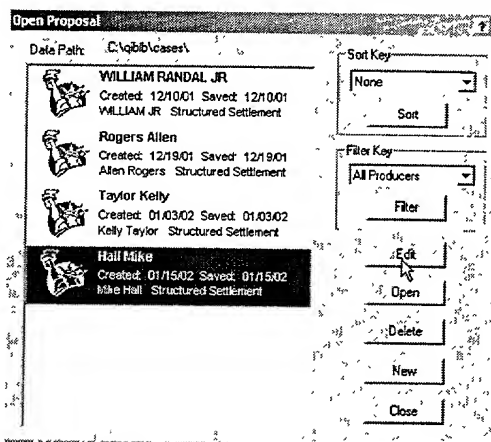 Open Proposal
?
Data Path: C:\qibib\cases\
WILLIAM RANDAL JR
Created: 12/10/01 Saved: 12/10/01
WILLIAM JR Structured Settlement
Rogers Allen
Created: 12/19/01 Saved: 12/19/01
Allen Rogers Structured Settlement
Taylor Kelly
Created: 01/03/02 Saved: 01/03/02
Kelly Taylor Structured Settlement
Hall Mike
Created: 01/15/02 Saved: 01/15/02
Mike Hall Structured Settlement
Sort Key
None
Sort
Filter Key
All Producers
Filter
Edit
Open
Delete
New
Close